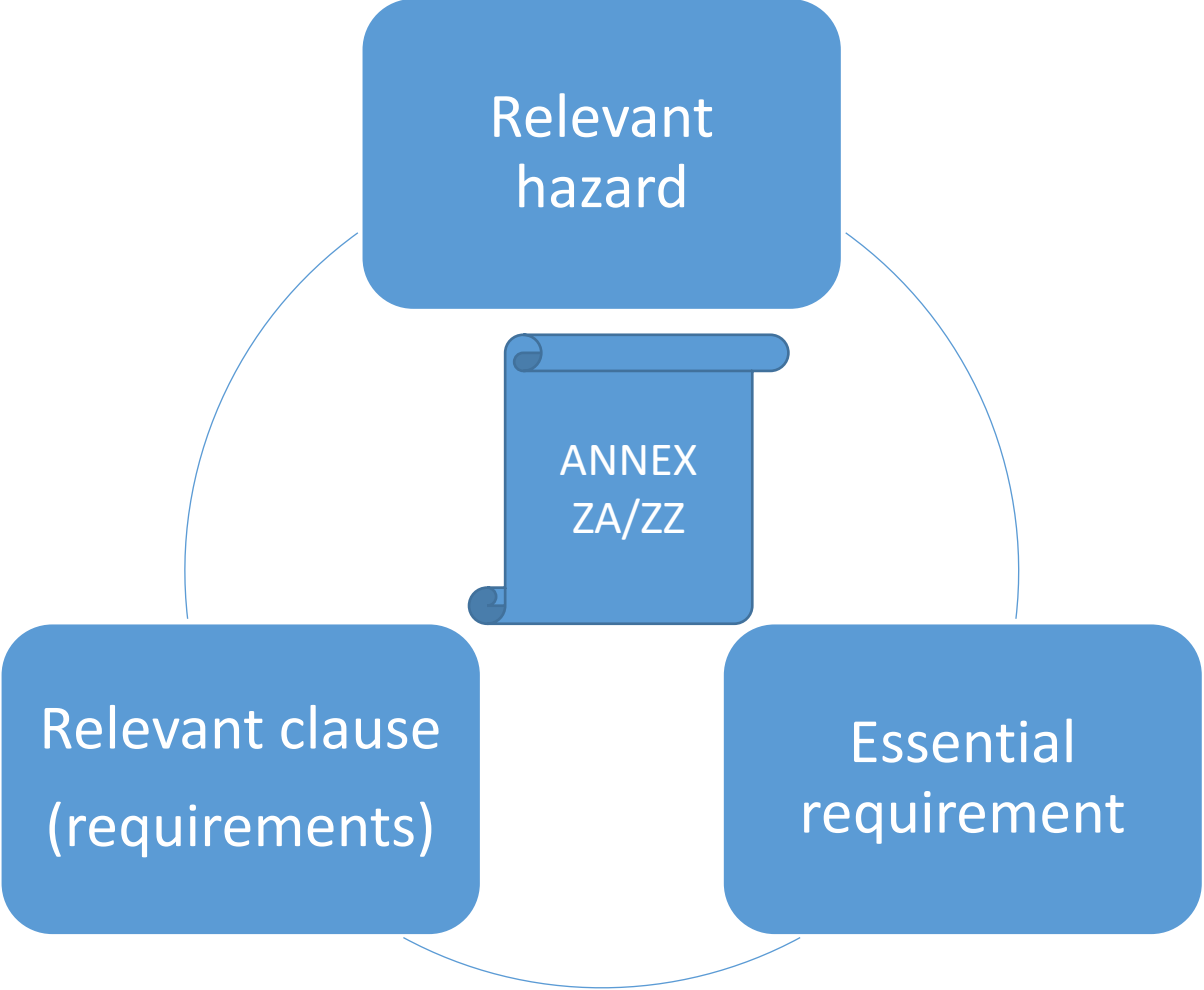 Relevant
hazard
ANNEX
ZA/ZZ
Relevant clause
(requirements)
Essential
requirement